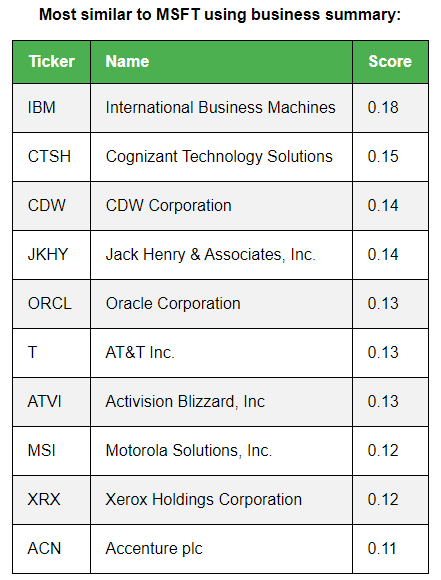 Most similar to MSFT using business summary:
Ticker Name Score
IBM International Business Machines 0.18
CTSH Cognizant Technology Solutions 0.15
CDW CDW Corporation 0.14
JKHY Jack Henry & Associates, Inc. 0.14
ORCL Oracle Corporation 0.13
T AT&T Inc. 0.13
ATVI Activision Blizzard, Inc 0.13
MSI Motorola Solutions, Inc. 0.12
XRX Xerox Holdings Corporation 0.12
ACN Accenture plc 0.11